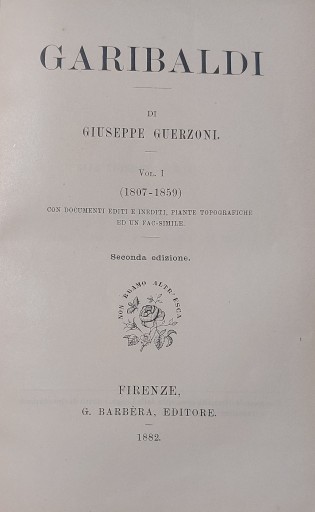 GARIBALDI
DI
GIUSEPPE GUERZONI.
VOL. I
(1807-1859)
CON DOCUMENTI EDITI E INEDITI, PIANTE TOPOGRAFICHE
ED UN FAC-SIMILE.
Seconda edizione.
NON BRAMO ALTR'ESCA
FIRENZE,
G. BARBÈRA, EDITORE.
1882.